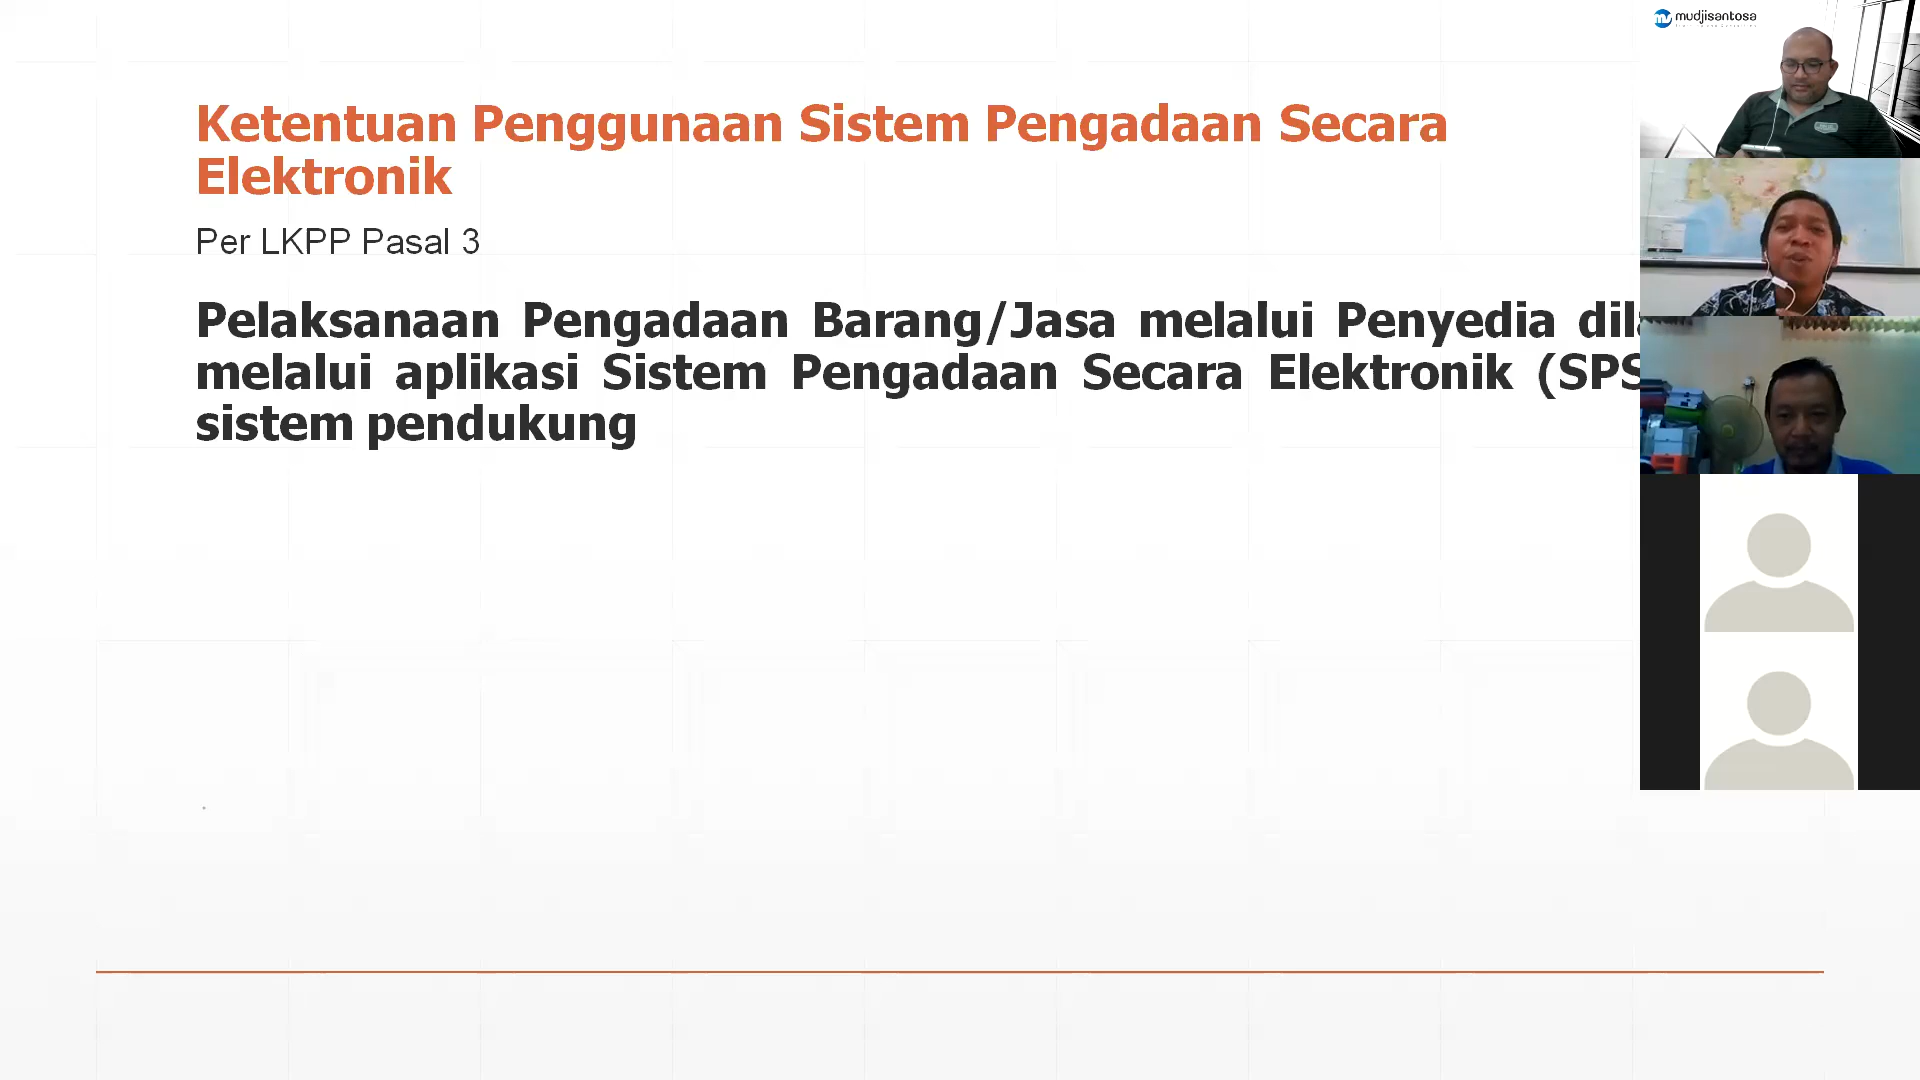 mudjisantosa
Ketentuan Penggunaan Sistem Pengadaan Secara
Elektronik
Per LKPP Pasal 3
Pelaksanaan Pengadaan Barang/Jasa melalui Penyedia
melalui aplikasi Sistem Pengadaan Secara Elektronik
sistem pendukung